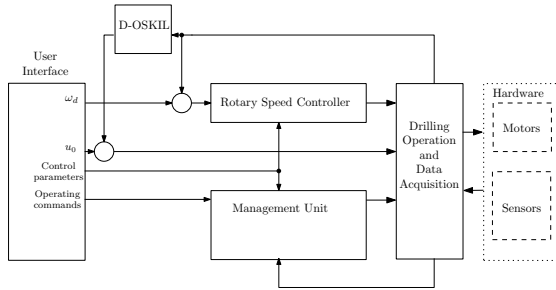 D-OSKIL
User
Interface
ω_d
u_0
Control
parameters
Operating
commands
Rotary Speed Controller
Management Unit
Drilling
Operation
and
Data
Acquisition
Hardware
Motors
Sensors